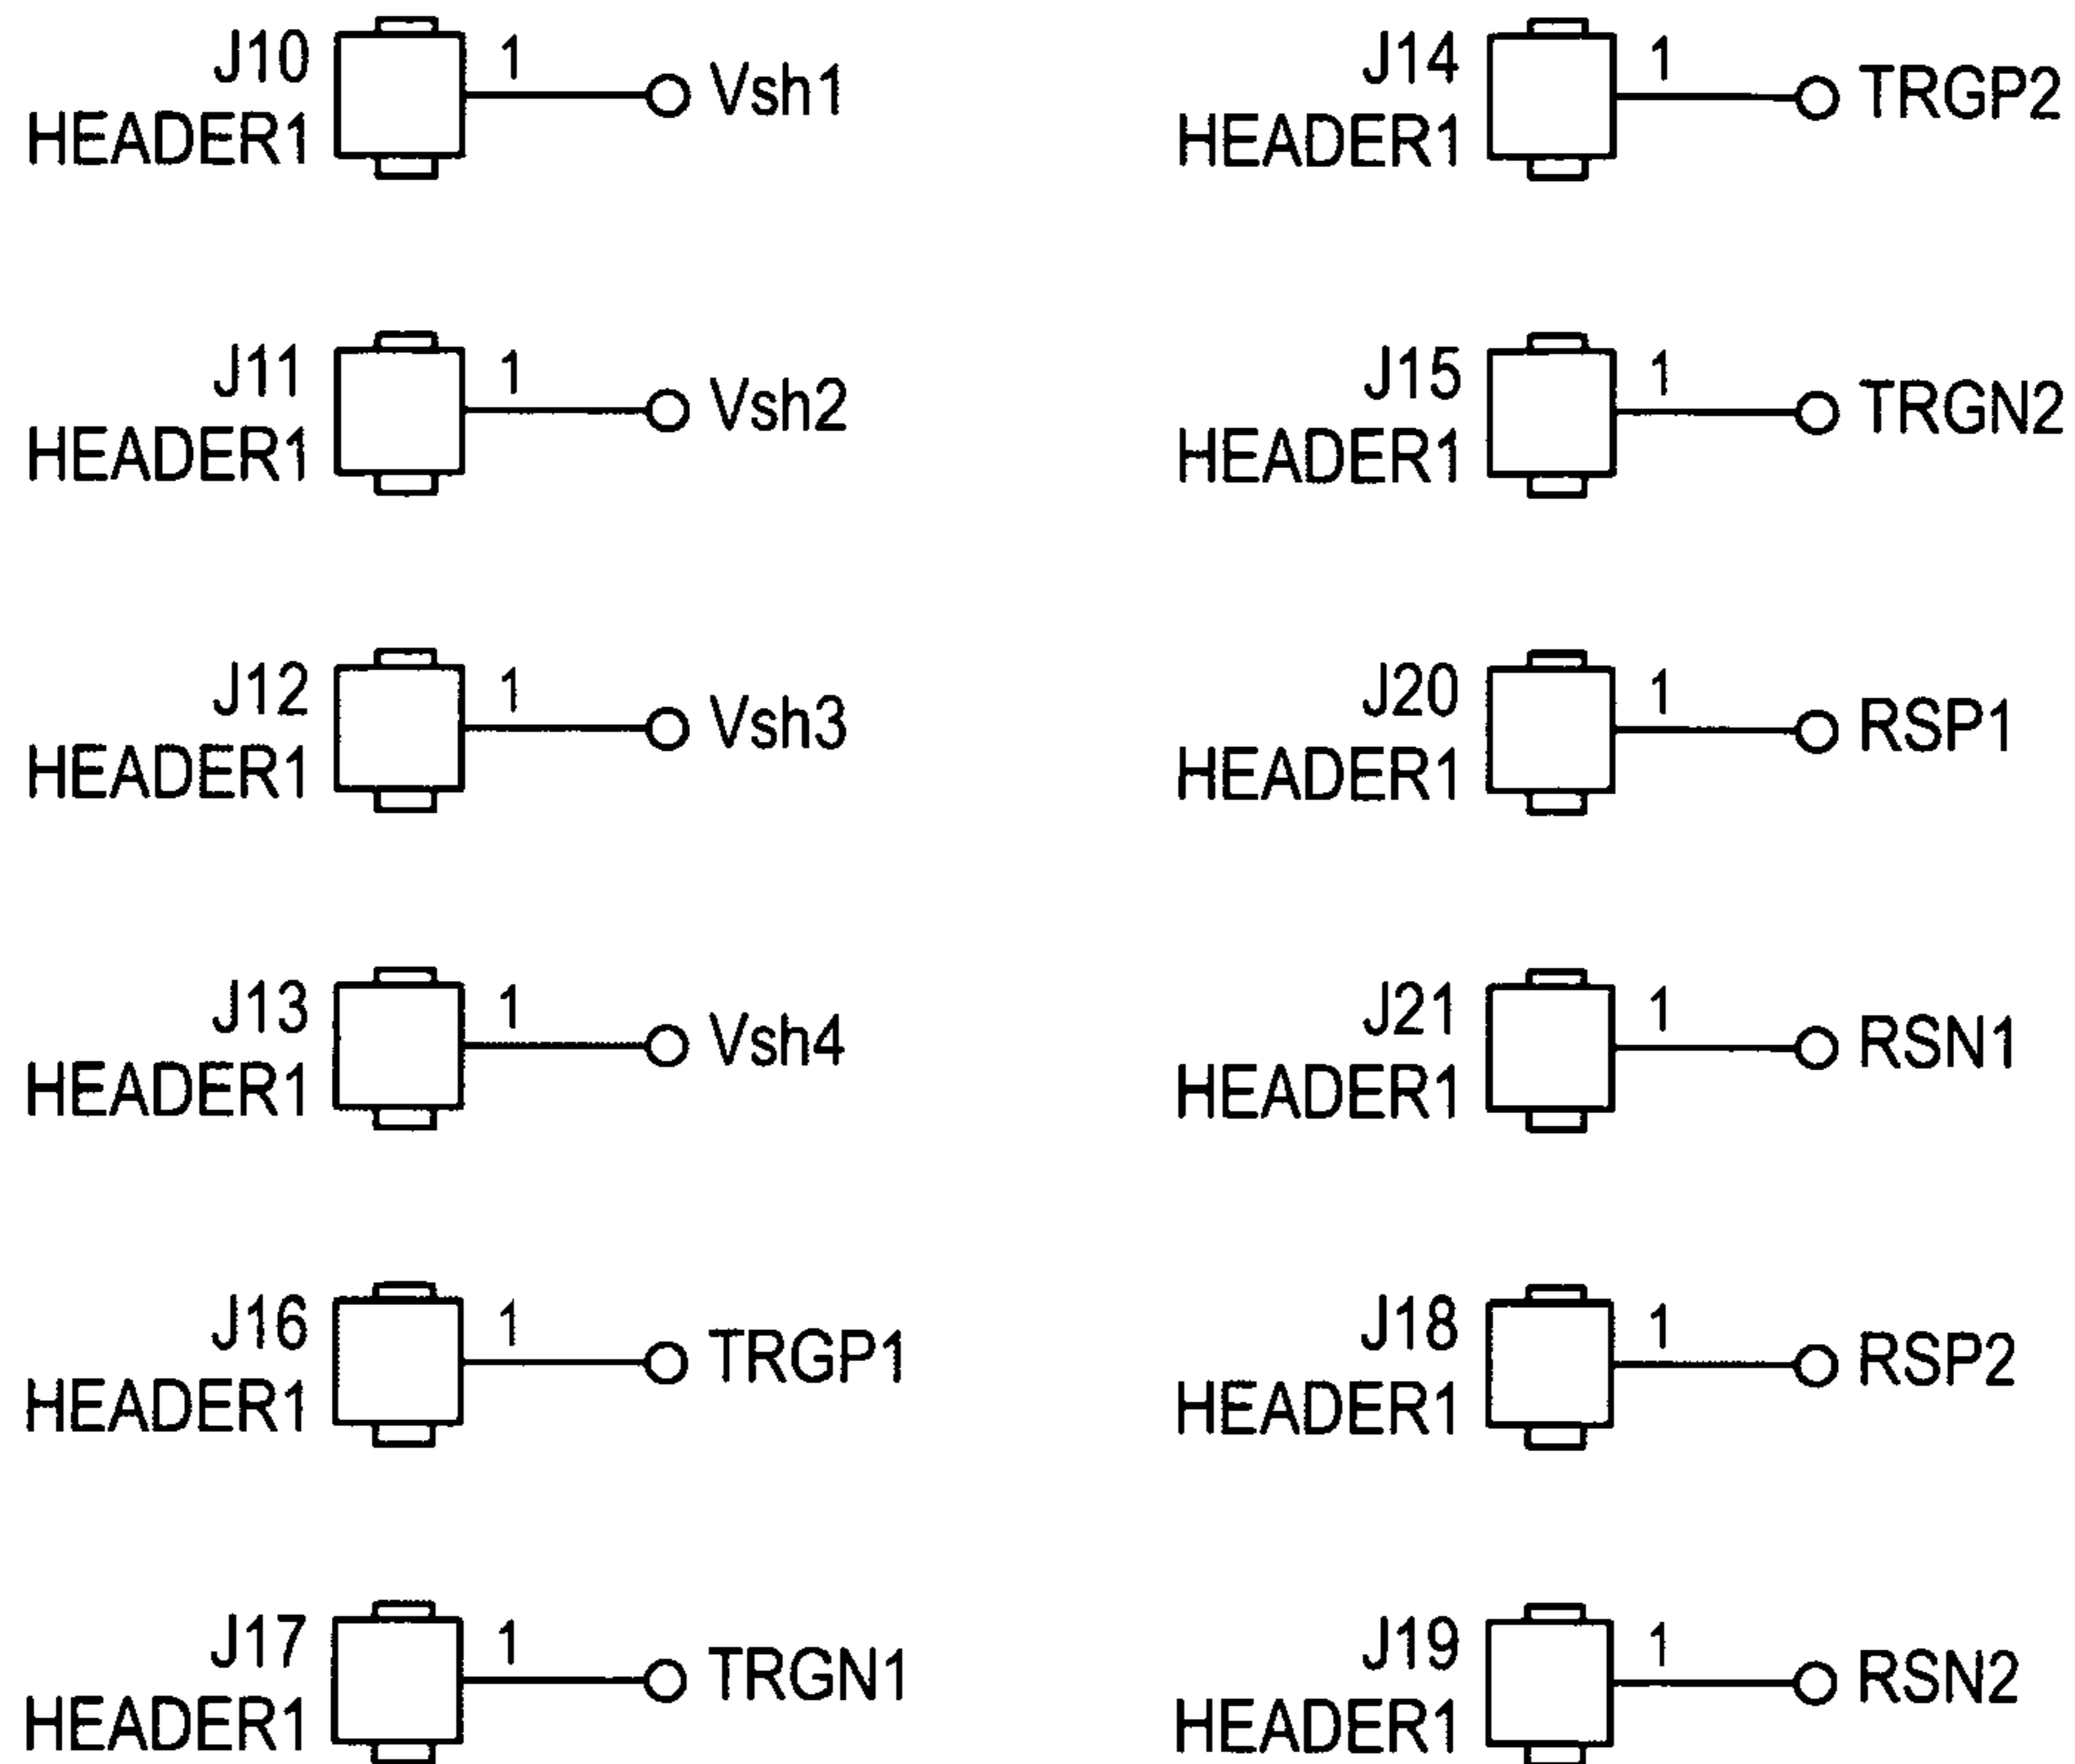 J10
HEADER1
1
Vsh1
J11
HEADER1
1
Vsh2
J12
HEADER1
1
Vsh3
J13
HEADER1
1
Vsh4
J16
HEADER1
1
TRGP1
J17
HEADER1
1
TRGN1
J14
HEADER1
1
TRGP2
J15
HEADER1
1
TRGN2
J20
HEADER1
1
RSP1
J21
HEADER1
1
RSN1
J18
HEADER1
1
RSP2
J19
HEADER1
1
RSN2